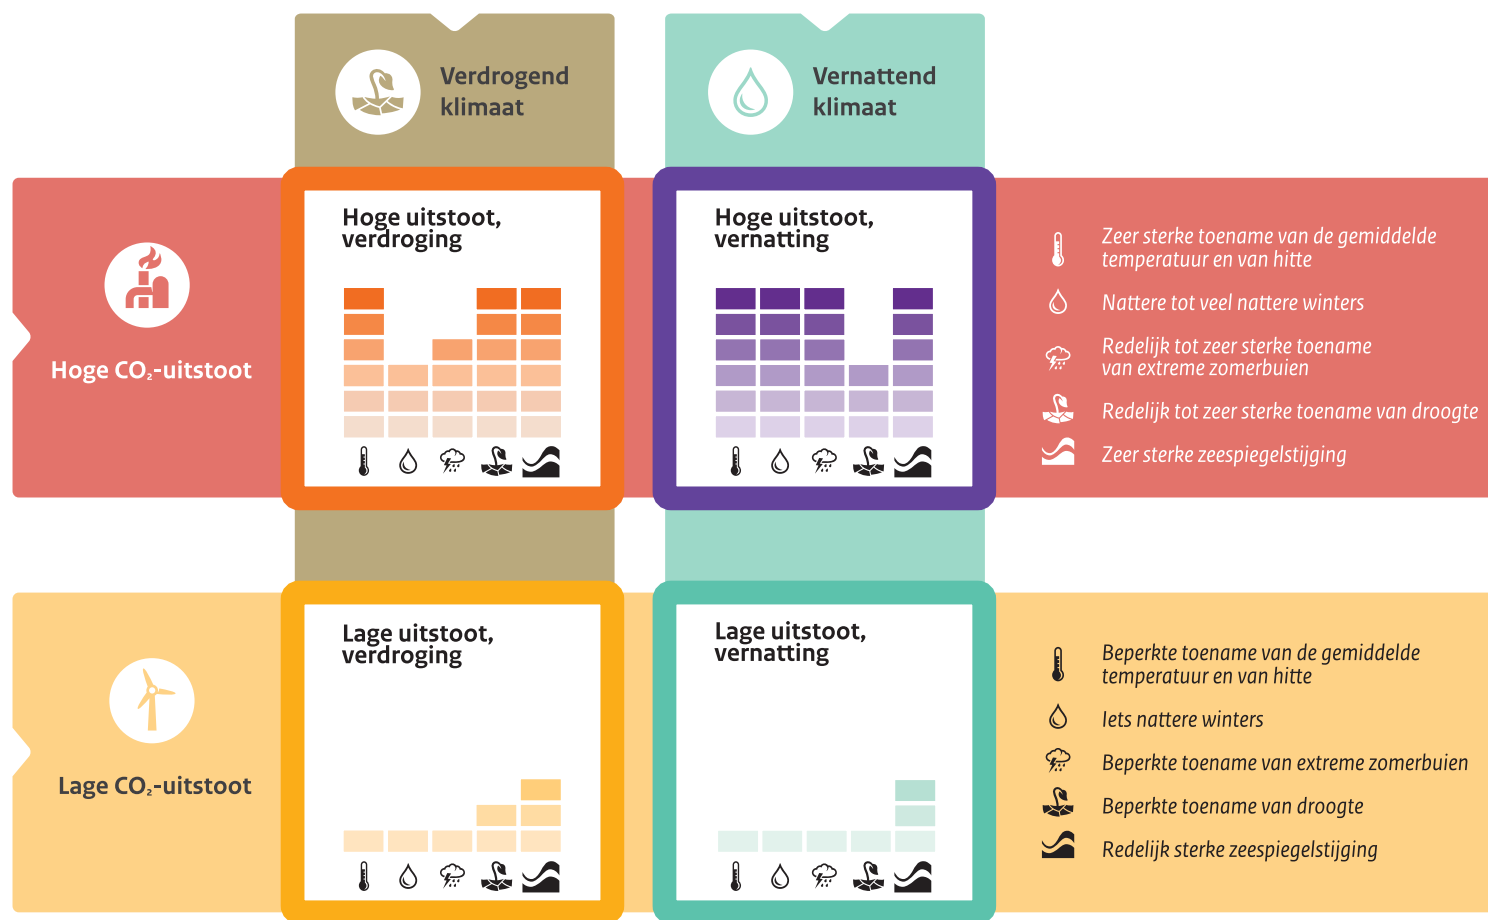 Verdrogend
klimaat
Vernattend
klimaat
Hoge CO₂-uitstoot
Hoge uitstoot,
verdroging
Hoge uitstoot,
vernatting
Zeer sterke toename van de gemiddelde
temperatuur en van hitte
Nattere tot veel nattere winters
Redelijk tot zeer sterke toename
van extreme zomerbuien
Redelijk tot zeer sterke toename van droogte
Zeer sterke zeespiegelstijging
Lage CO₂-uitstoot
Lage uitstoot,
verdroging
Lage uitstoot,
vernatting
Beperkte toename van de gemiddelde
temperatuur en van hitte
Iets nattere winters
Beperkte toename van extreme zomerbuien
Beperkte toename van droogte
Redelijk sterke zeespiegelstijging